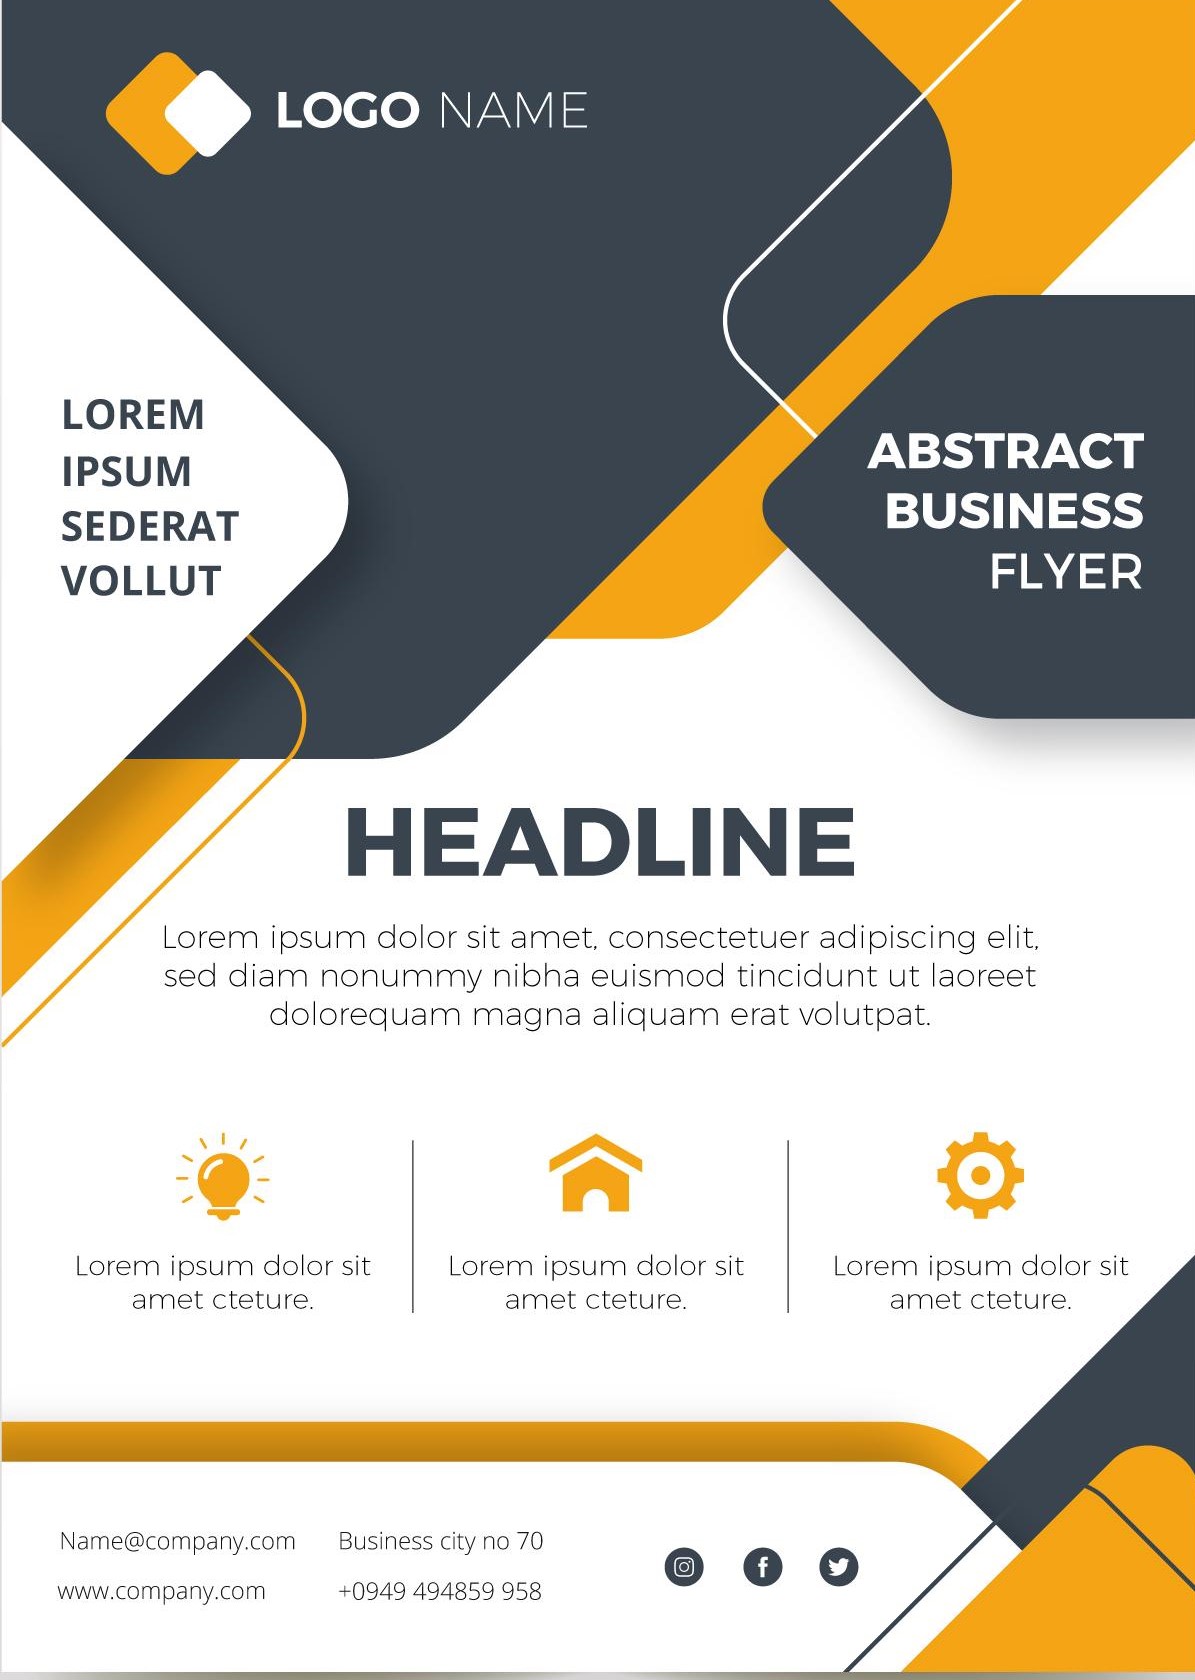 LOGO NAME
LOREM
IPSUM
SEDERAT
VOLLUT
ABSTRACT
BUSINESS
FLYER
HEADLINE
Lorem ipsum dolor sit amet, consectetuer adipiscing elit,
sed diam nonummy nibha euismod tincidunt ut laoreet
dolorequam magna aliquam erat volutpat.
Lorem ipsum dolor sit
amet cteture.
Lorem ipsum dolor sit
amet cteture.
Lorem ipsum dolor sit
amet cteture.
Name@company.com
www.company.com
Business city no 70
+0949 494859 958